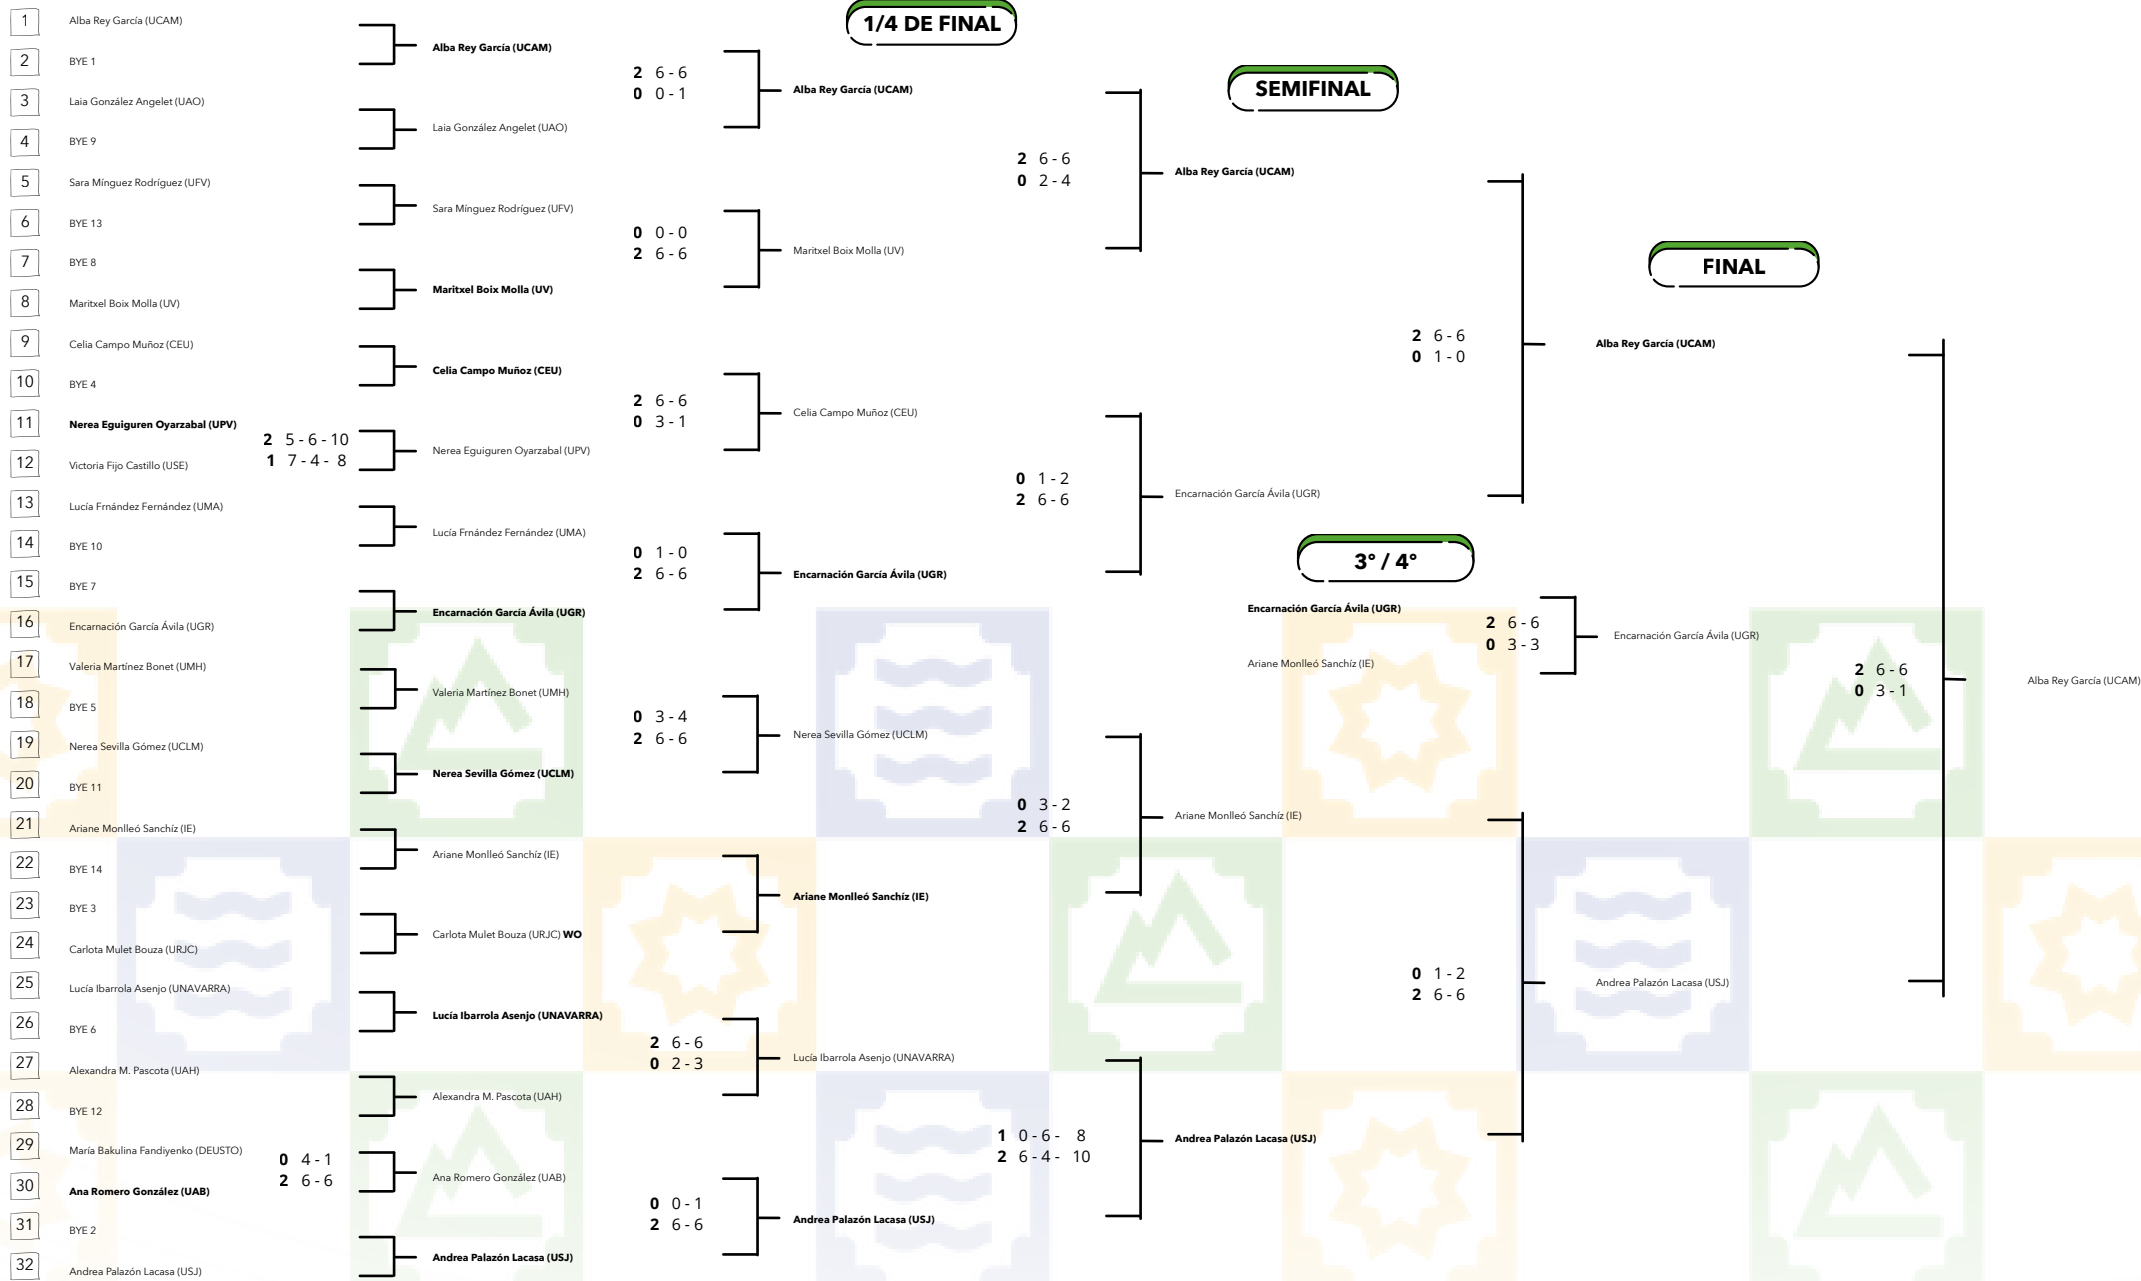 1 Alba Rey García (UCAM)
2 BYE 1
3 Laia González Angelet (UAO)
4 BYE 9
5 Sara Mínguez Rodríguez (UFV)
6 BYE 13
7 BYE 8
8 Maritxel Boix Molla (UV)
9 Celia Campo Muñoz (CEU)
10 BYE 4
11 Nerea Eguiguren Oyarzabal (UPV)
12 Victoria Fijo Castillo (USE)
13 Lucía Frnández Fernández (UMA)
14 BYE 10
15 BYE 7
16 Encarnación García Ávila (UGR)
17 Valeria Martínez Bonet (UMH)
18 BYE 5
19 Nerea Sevilla Gómez (UCLM)
20 BYE 11
21 Ariane Monlleó Sanchíz (IE)
22 BYE 14
23 BYE 3
24 Carlota Mulet Bouza (URJC)
25 Lucía Ibarrola Asenjo (UNAVARRA)
26 BYE 6
27 Alexandra M. Pascota (UAH)
28 BYE 12
29 María Bakulina Fandiyenko (DEUSTO)
30 Ana Romero González (UAB)
31 BYE 2
32 Andrea Palazón Lacasa (USJ)
2 5 - 6 - 10
1 7 - 4 - 8
0 4 - 1
2 6 - 6
Alba Rey García (UCAM)
Laia González Angelet (UAO)
Sara Mínguez Rodríguez (UFV)
Maritxel Boix Molla (UV)
Celia Campo Muñoz (CEU)
Nerea Eguiguren Oyarzabal (UPV)
Lucía Frnández Fernández (UMA)
Encarnación García Ávila (UGR)
Valeria Martínez Bonet (UMH)
Nerea Sevilla Gómez (UCLM)
Ariane Monlleó Sanchíz (IE)
Carlota Mulet Bouza (URJC) WO
Lucía Ibarrola Asenjo (UNAVARRA)
Alexandra M. Pascota (UAH)
Ana Romero González (UAB)
Andrea Palazón Lacasa (USJ)
2 6 - 6
0 0 - 1
0 0 - 0
2 6 - 6
2 6 - 6
0 3 - 1
0 1 - 0
2 6 - 6
0 3 - 4
2 6 - 6
2 6 - 6
0 2 - 3
0 0 - 1
2 6 - 6
1/4 DE FINAL
Alba Rey García (UCAM)
Maritxel Boix Molla (UV)
Celia Campo Muñoz (CEU)
Encarnación García Ávila (UGR)
Nerea Sevilla Gómez (UCLM)
Ariane Monlleó Sanchíz (IE)
Lucía Ibarrola Asenjo (UNAVARRA)
Andrea Palazón Lacasa (USJ)
2 6 - 6
0 2 - 4
0 1 - 2
2 6 - 6
0 3 - 2
2 6 - 6
1 0 - 6 - 8
2 6 - 4 - 10
SEMIFINAL
Alba Rey García (UCAM)
Encarnación García Ávila (UGR)
Ariane Monlleó Sanchíz (IE)
Andrea Palazón Lacasa (USJ)
2 6 - 6
0 1 - 0
0 1 - 2
2 6 - 6
3° / 4°
Encarnación García Ávila (UGR)
Ariane Monlleó Sanchíz (IE)
2 6 - 6
0 3 - 3
Encarnación García Ávila (UGR)
FINAL
Alba Rey García (UCAM)
Andrea Palazón Lacasa (USJ)
2 6 - 6
0 3 - 1
Alba Rey García (UCAM)